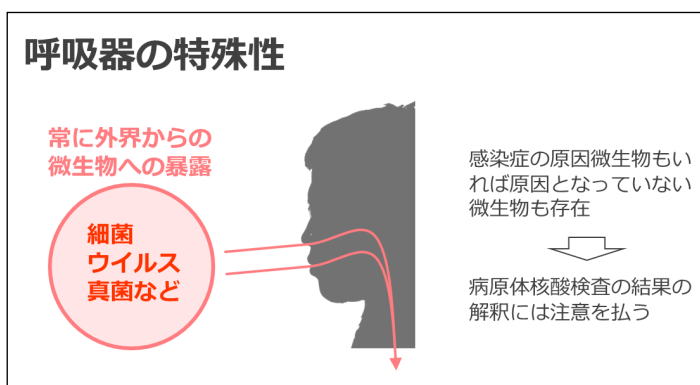 呼吸器の特殊性
常に外界からの
微生物への暴露
細菌
ウイルス
真菌など
感染症の原因微生物もい
れば原因となっていない
微生物も存在
病原体核酸検査の結果の
解釈には注意を払う